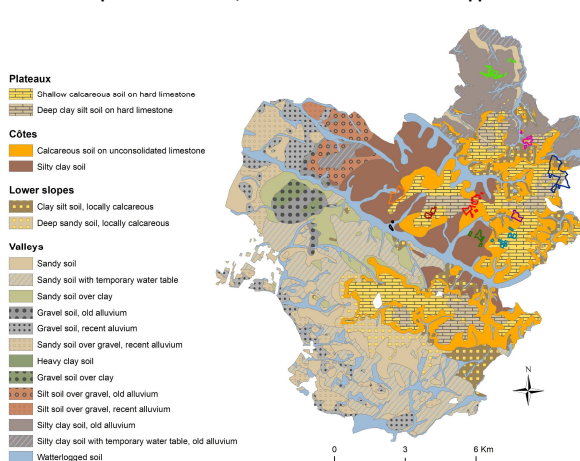 Plateaux
Shallow calcareous soil on hard limestone
Deep clay silt soil on hard limestone
Côtes
Calcareous soil on unconsolidated limestone
Silty clay soil
Lower slopes
Clay silt soil, locally calcareous
Deep sandy soil, locally calcareous
Valleys
Sandy soil
Sandy soil with temporary water table
Sandy soil over clay
Gravel soil, old alluvium
Gravel soil, recent aluvium
Sandy soil over gravel, recent alluvium
Heavy clay soil
Gravel soil over clay
Silt soil over gravel, old alluvium
Silt soil over gravel, recent alluvium
Silty clay soil, old alluvium
Silty clay soil with temporary water table, old alluvium
Watterlogged soil
N
0 3 6 Km